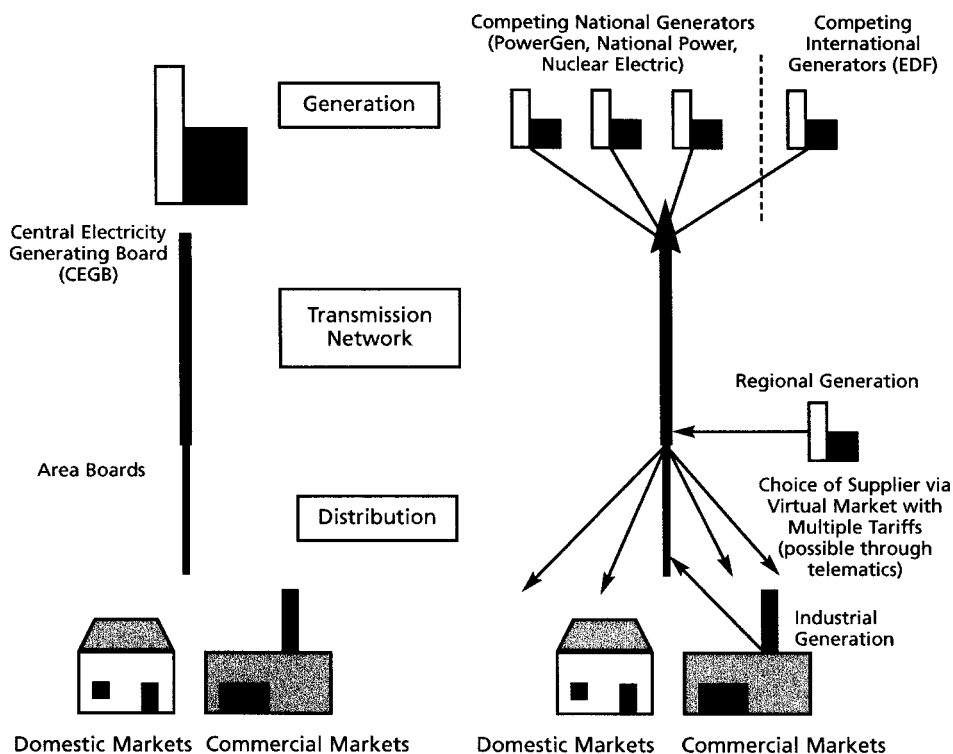 Competing National Generators
(PowerGen, National Power,
Nuclear Electric)
Competing
International
Generators (EDF)
Generation
Central Electricity
Generating Board
(CEGB)
Transmission
Network
Regional Generation
Area Boards
Distribution
Choice of Supplier via
Virtual Market with
Multiple Tariffs
(possible through
telematics)
Industrial
Generation
Domestic Markets
Commercial Markets
Domestic Markets
Commercial Markets